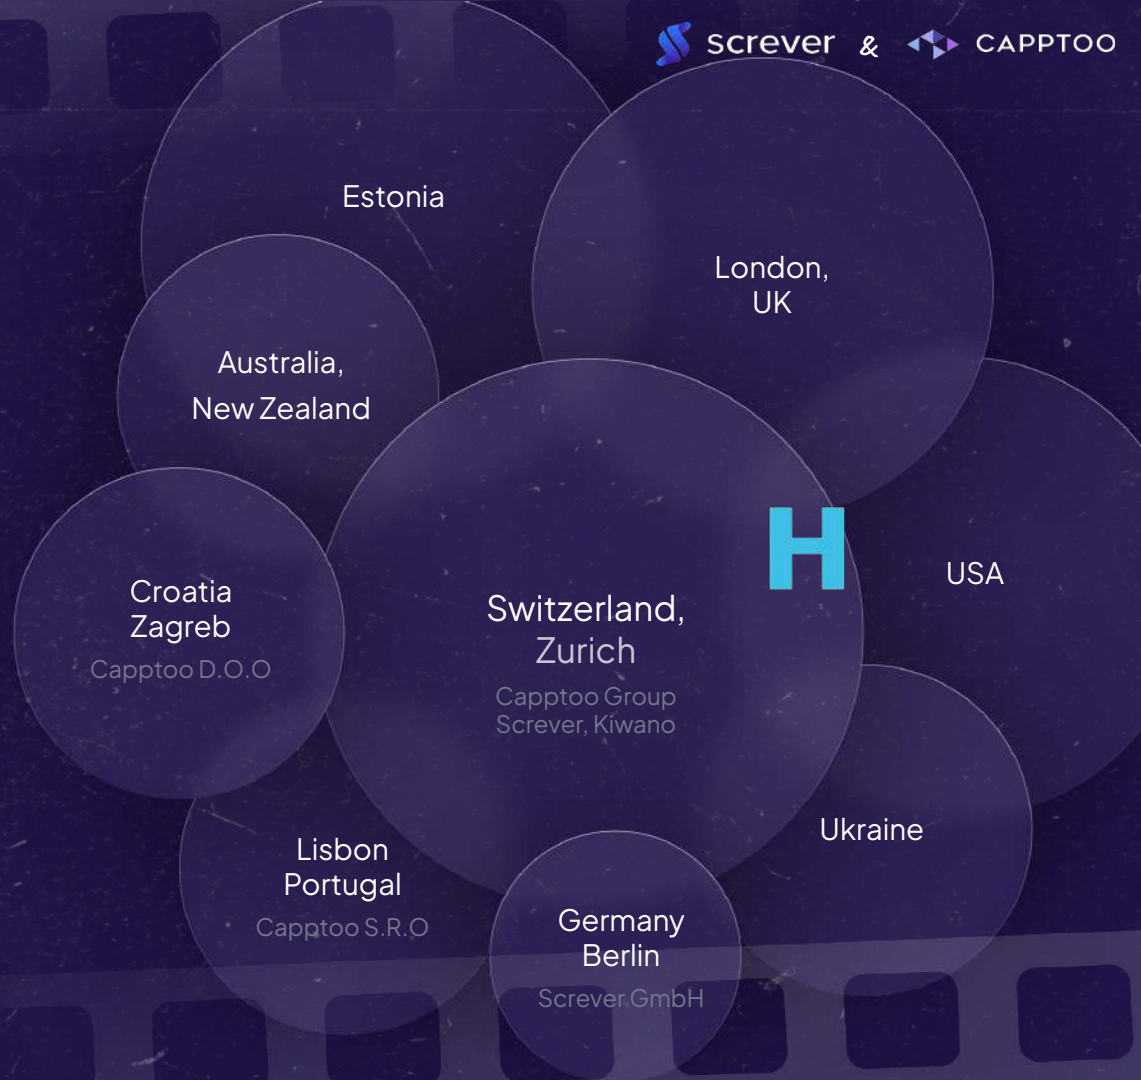 screver & CAPPTOO
Estonia
London,
UK
Australia,
New Zealand
H
USA
Croatia
Zagreb
Capptoo D.O.O
Switzerland,
Zurich
Capptoo Group
Screver, Kiwano
Ukraine
Lisbon
Portugal
Capptoo S.R.O
Germany
Berlin
Screver GmbH